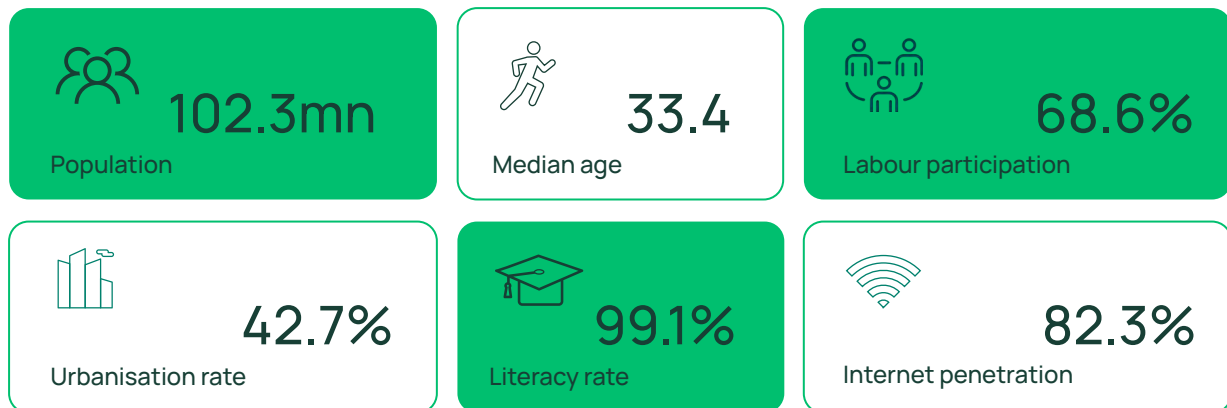 102.3mn
Population
33.4
Median age
68.6%
Labour participation
42.7%
Urbanisation rate
99.1%
Literacy rate
82.3%
Internet penetration